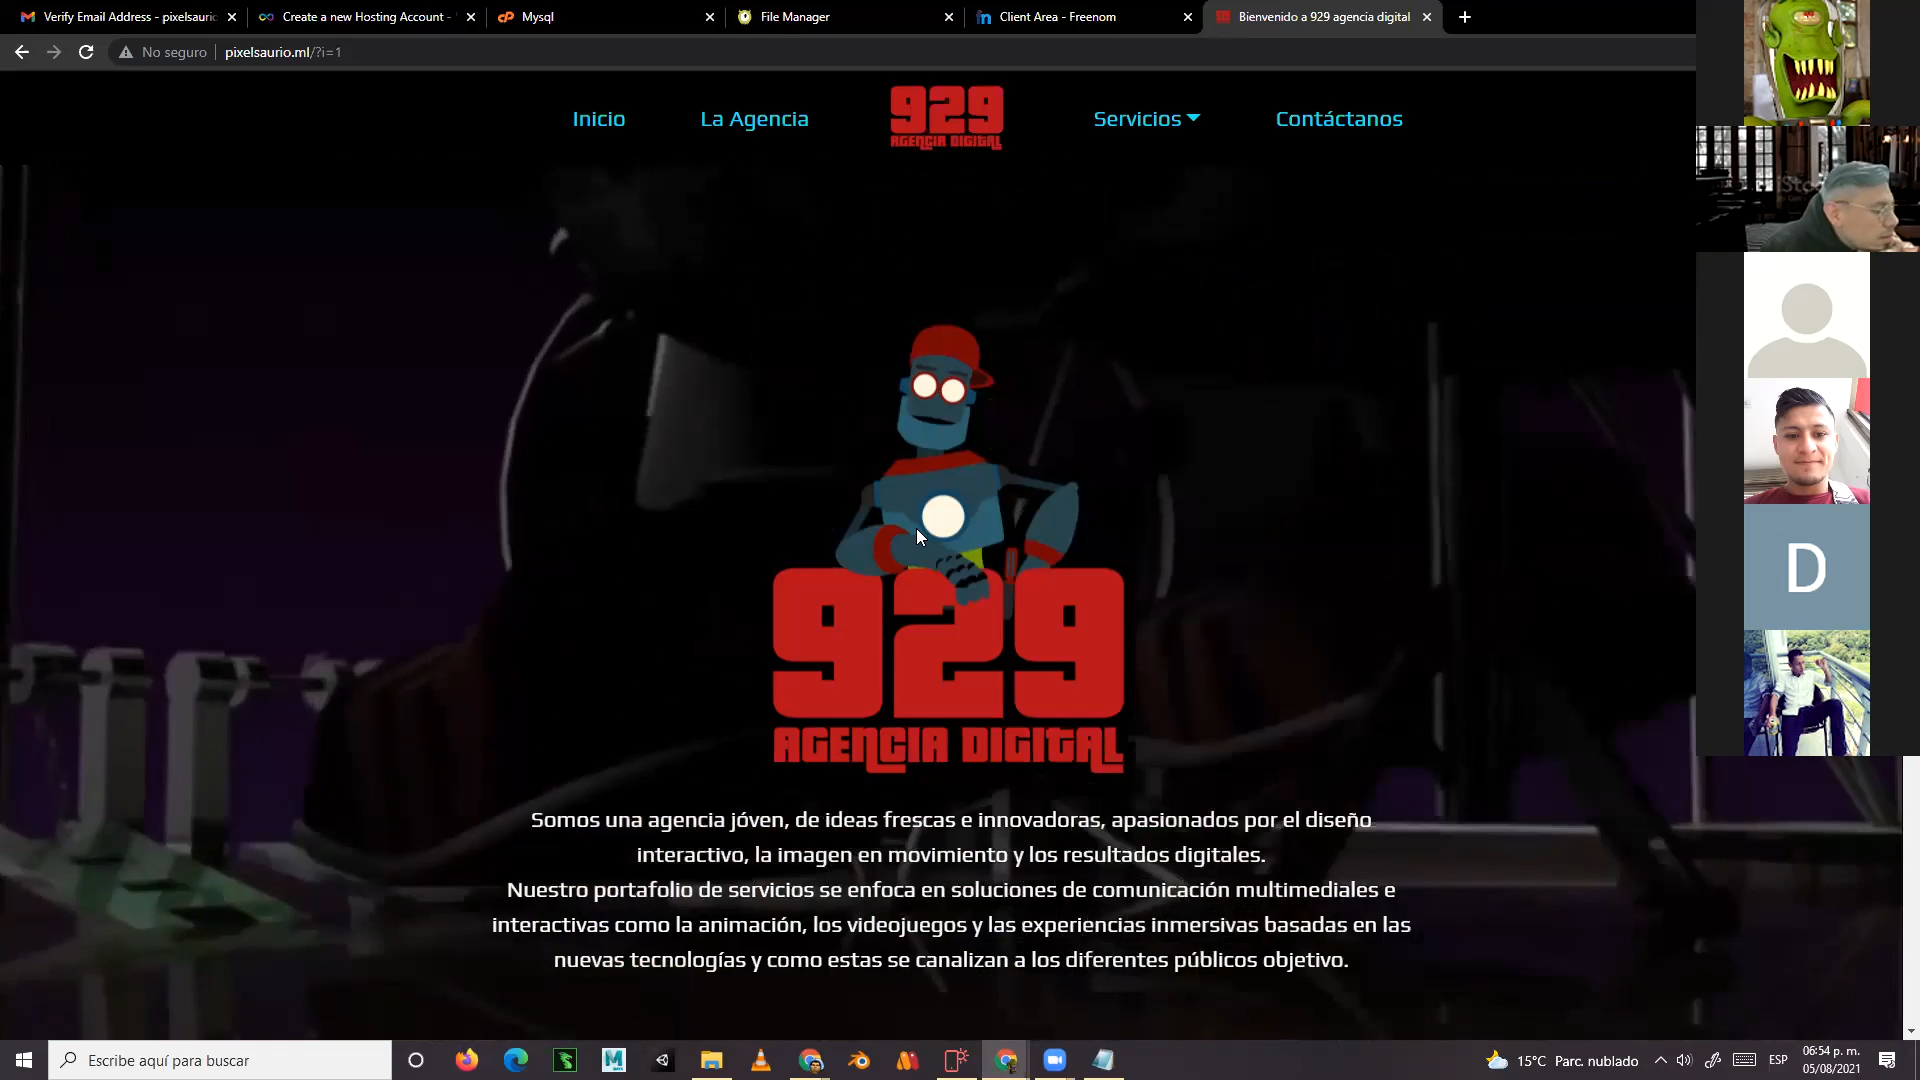 Verify Email Address - pixelsaurio
Create a new Hosting Account -
Mysql
File Manager
Client Area - Freenom
Bienvenido a 929 agencia digital
No seguro
pixelsaurio.ml/?i=1
Inicio
La Agencia
929
AGENCIA DIGITAL
Servicios
Contáctanos
929
AGENCIA DIGITAL
Somos una agencia jóven, de ideas frescas e innovadoras, apasionados por el diseño
interactivo, la imagen en movimiento y los resultados digitales.
Nuestro portafolio de servicios se enfoca en soluciones de comunicación multimediales e
interactivas como la animación, los videojuegos y las experiencias inmersivas basadas en las
nuevas tecnologías y como estas se canalizan a los diferentes públicos objetivo.
D
Escribe aquí para buscar
15°C Parc. nublado
ESP
06:54 p. m.
05/08/2021